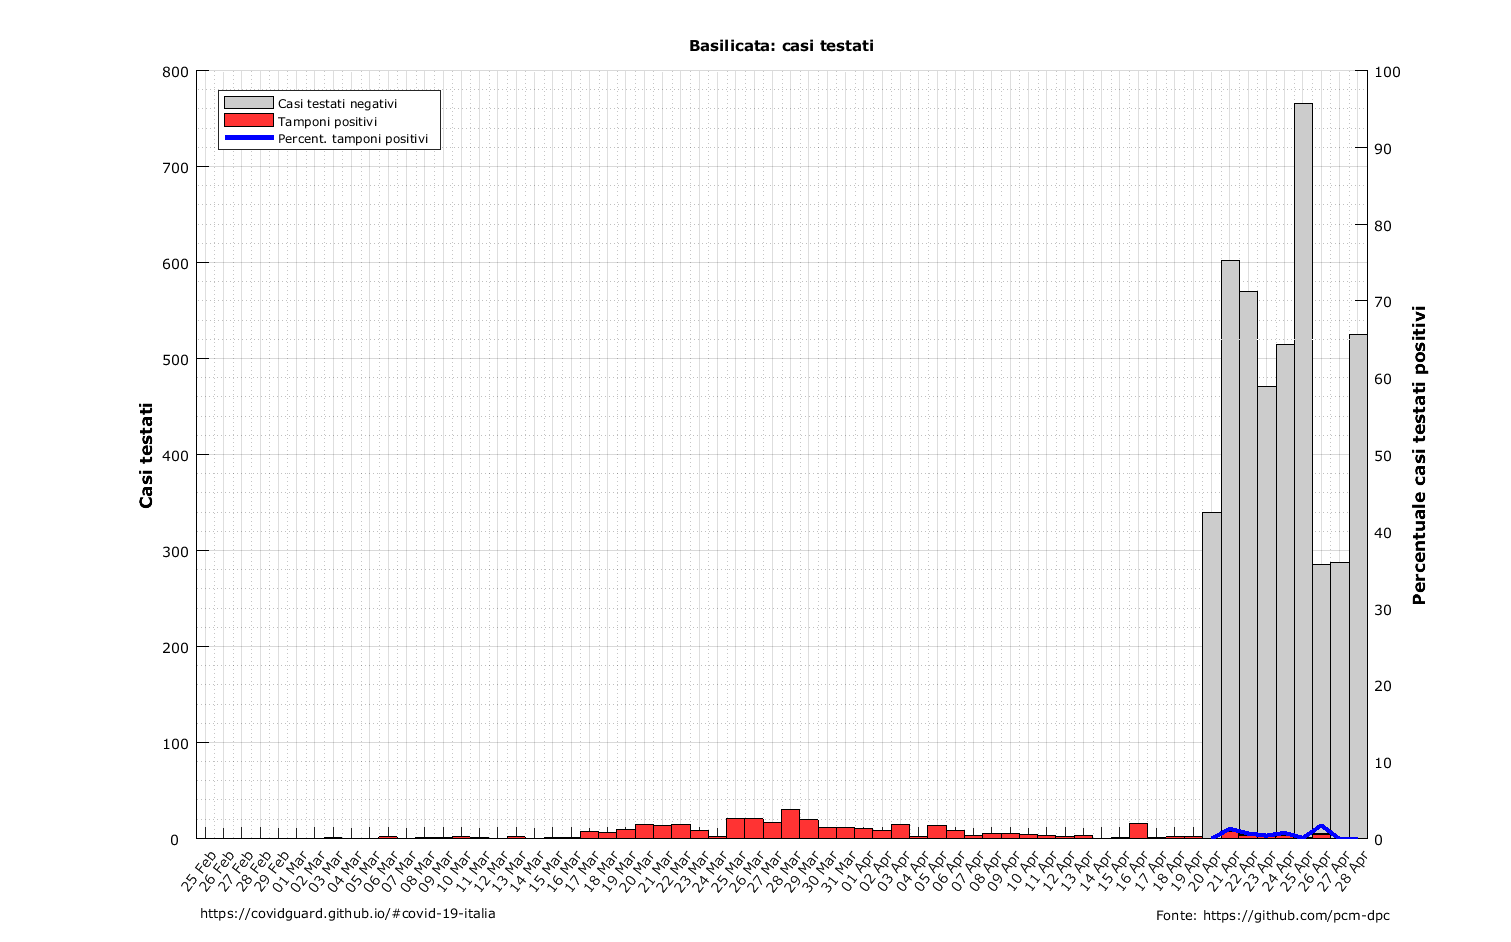 Basilicata: casi testati
800
700
600
500
400
300
200
100
0
Casi testati
Casi testati negativi
Tamponi positivi
Percent. tamponi positivi
100
90
80
70
60
50
40
30
20
10
0
Percentuale casi testati positivi
25 Feb
26 Feb
27 Feb
28 Feb
29 Feb
01 Mar
02 Mar
03 Mar
04 Mar
05 Mar
06 Mar
07 Mar
08 Mar
09 Mar
10 Mar
11 Mar
12 Mar
13 Mar
14 Mar
15 Mar
16 Mar
17 Mar
18 Mar
19 Mar
20 Mar
21 Mar
22 Mar
23 Mar
24 Mar
25 Mar
26 Mar
27 Mar
28 Mar
29 Mar
30 Mar
31 Mar
01 Apr
02 Apr
03 Apr
04 Apr
05 Apr
06 Apr
07 Apr
08 Apr
09 Apr
10 Apr
11 Apr
12 Apr
13 Apr
14 Apr
15 Apr
16 Apr
17 Apr
18 Apr
19 Apr
20 Apr
21 Apr
22 Apr
23 Apr
24 Apr
25 Apr
26 Apr
27 Apr
28 Apr
https://covidguard.github.io/#covid-19-italia
Fonte: https://github.com/pcm-dpc